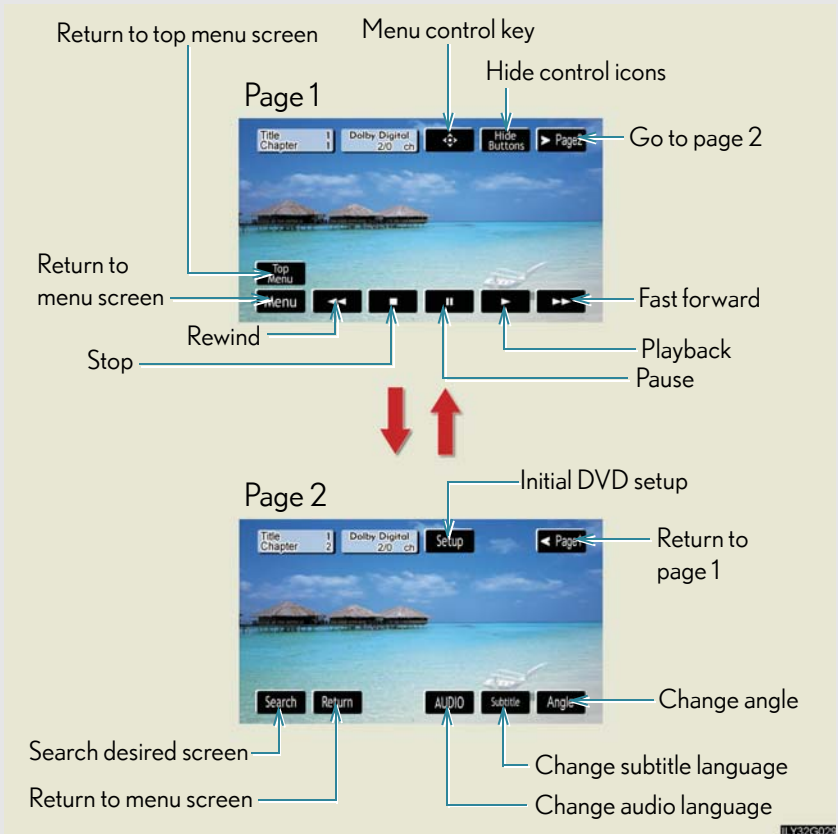 Return to top menu screen
Menu control key
Hide control icons
Page 1
Title 1
Chapter 1
Dolby Digital
2/0 ch
Hide
Buttons
Page2
Go to page 2
Return to
menu screen
Top
Menu
Menu
Fast forward
Rewind
Playback
Stop
Pause
Initial DVD setup
Page 2
Title 1
Chapter 2
Dolby Digital
2/0 ch
Setup
Page1
Return to
page 1
Search
Return
AUDIO
Subtitle
Angle
Change angle
Search desired screen
Change subtitle language
Return to menu screen
Change audio language